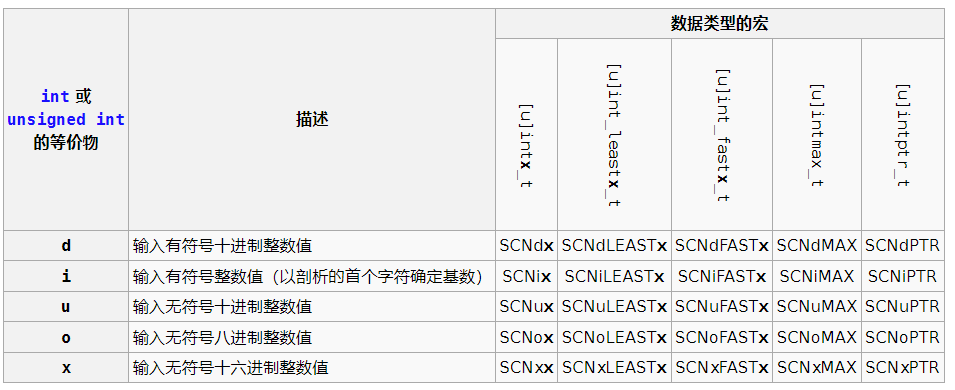 int 或
unsigned int
的等价物
描述
数据类型的宏
[u]intx_t
[u]int_leastx_t
[u]int_fastx_t
[u]intmax_t
[u]intptr_t
d 输入有符号十进制整数值 SCNdx SCNdLEASTx SCNdFASTx SCNdMAX SCNdPTR
i 输入有符号整数值（以剖析的首个字符确定基数） SCNix SCNiLEASTx SCNiFASTx SCNiMAX SCNiPTR
u 输入无符号十进制整数值 SCNux SCNuLEASTx SCNuFASTx SCNuMAX SCNuPTR
o 输入无符号八进制整数值 SCNox SCNoLEASTx SCNoFASTx SCNoMAX SCNoPTR
x 输入无符号十六进制整数值 SCNxx SCNxLEASTx SCNxFASTx SCNxMAX SCNxPTR